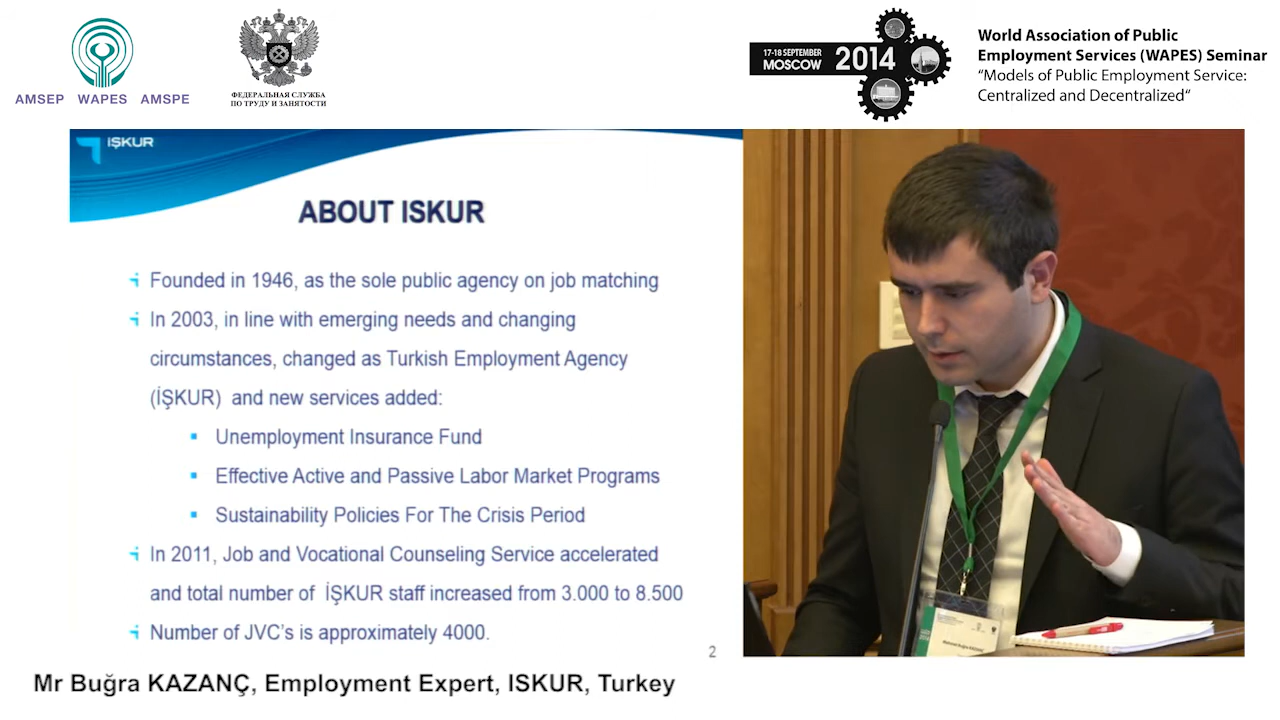 AMSEP WAPES AMSPE
ФЕДЕРАЛЬНАЯ СЛУЖБА
ПО ТРУДУ И ЗАНЯТОСТИ
17-18 SEPTEMBER
MOSCOW 2014
World Association of Public
Employment Services (WAPES) Seminar
"Models of Public Employment Service:
Centralized and Decentralized"
İŞKUR
ABOUT ISKUR
Founded in 1946, as the sole public agency on job matching
In 2003, in line with emerging needs and changing
circumstances, changed as Turkish Employment Agency
(İŞKUR) and new services added:
▪ Unemployment Insurance Fund
▪ Effective Active and Passive Labor Market Programs
▪ Sustainability Policies For The Crisis Period
In 2011, Job and Vocational Counseling Service accelerated
and total number of İŞKUR staff increased from 3.000 to 8.500
Number of JVC's is approximately 4000.
2
Mr Buğra KAZANÇ, Employment Expert, ISKUR, Turkey